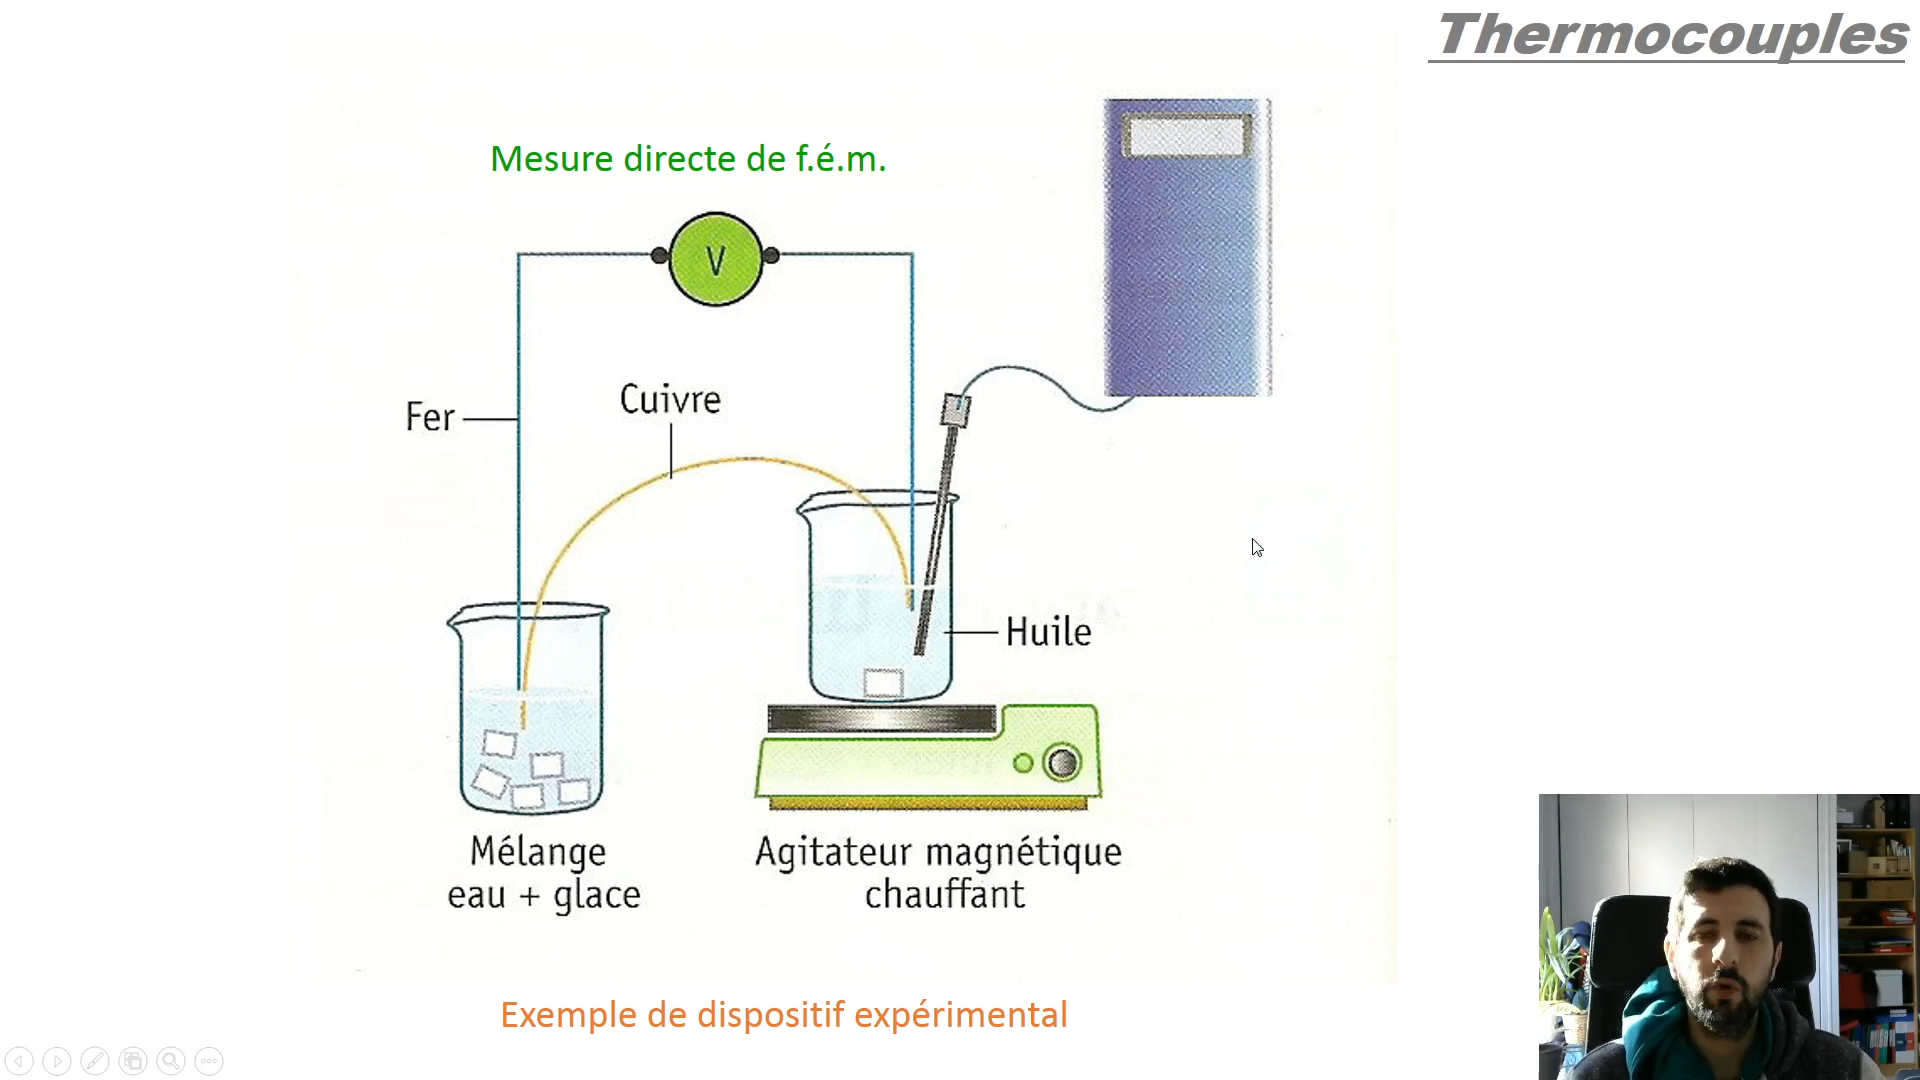 Thermocouples
Mesure directe de f.é.m.
V
Cuivre
Fer
Huile
Mélange
eau + glace
Agitateur magnétique
chauffant
Exemple de dispositif expérimental